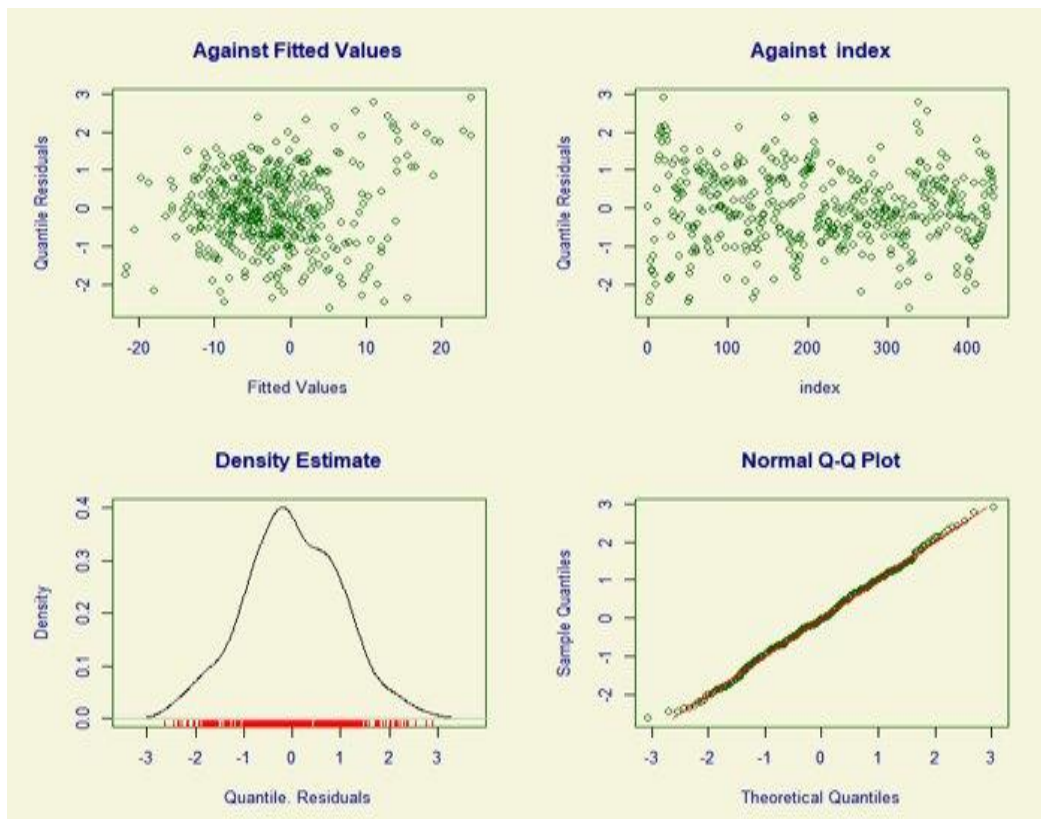 Against Fitted Values
Quantile Residuals
3
2
1
0
-1
-2
-20 -10 0 10 20
Fitted Values
Against index
Quantile Residuals
3
2
1
0
-1
-2
0 100 200 300 400
index
Density Estimate
Density
0.4
0.3
0.2
0.1
0.0
-3 -2 -1 0 1 2 3
Quantile. Residuals
Normal Q-Q Plot
Sample Quantiles
3
2
1
0
-1
-2
-3 -2 -1 0 1 2 3
Theoretical Quantiles